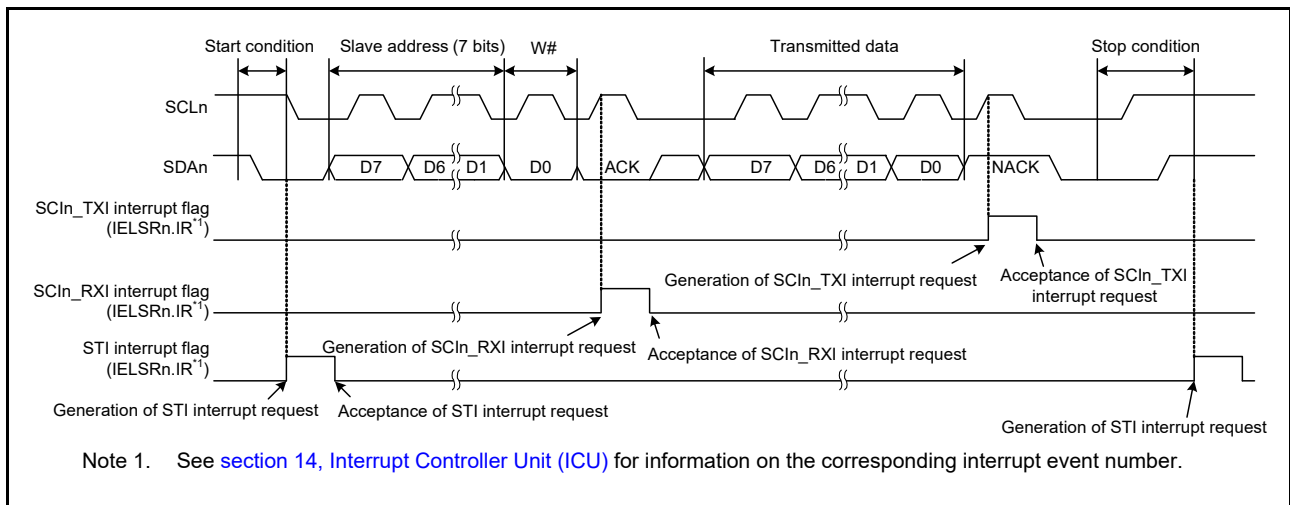 Start condition
Slave address (7 bits)
W#
Transmitted data
Stop condition
SCLn
SDAn
D7
D6
D1
D0
ACK
D7
D6
D1
D0
NACK
SCIn_TXI interrupt flag
(IELSRn.IR*1)
Generation of SCIn_TXI interrupt request
Acceptance of SCIn_TXI
interrupt request
SCIn_RXI interrupt flag
(IELSRn.IR*1)
Generation of SCIn_RXI interrupt request
Acceptance of SCIn_RXI interrupt request
STI interrupt flag
(IELSRn.IR*1)
Generation of STI interrupt request
Acceptance of STI interrupt request
Generation of STI interrupt request
Note 1. See section 14, Interrupt Controller Unit (ICU) for information on the corresponding interrupt event number.